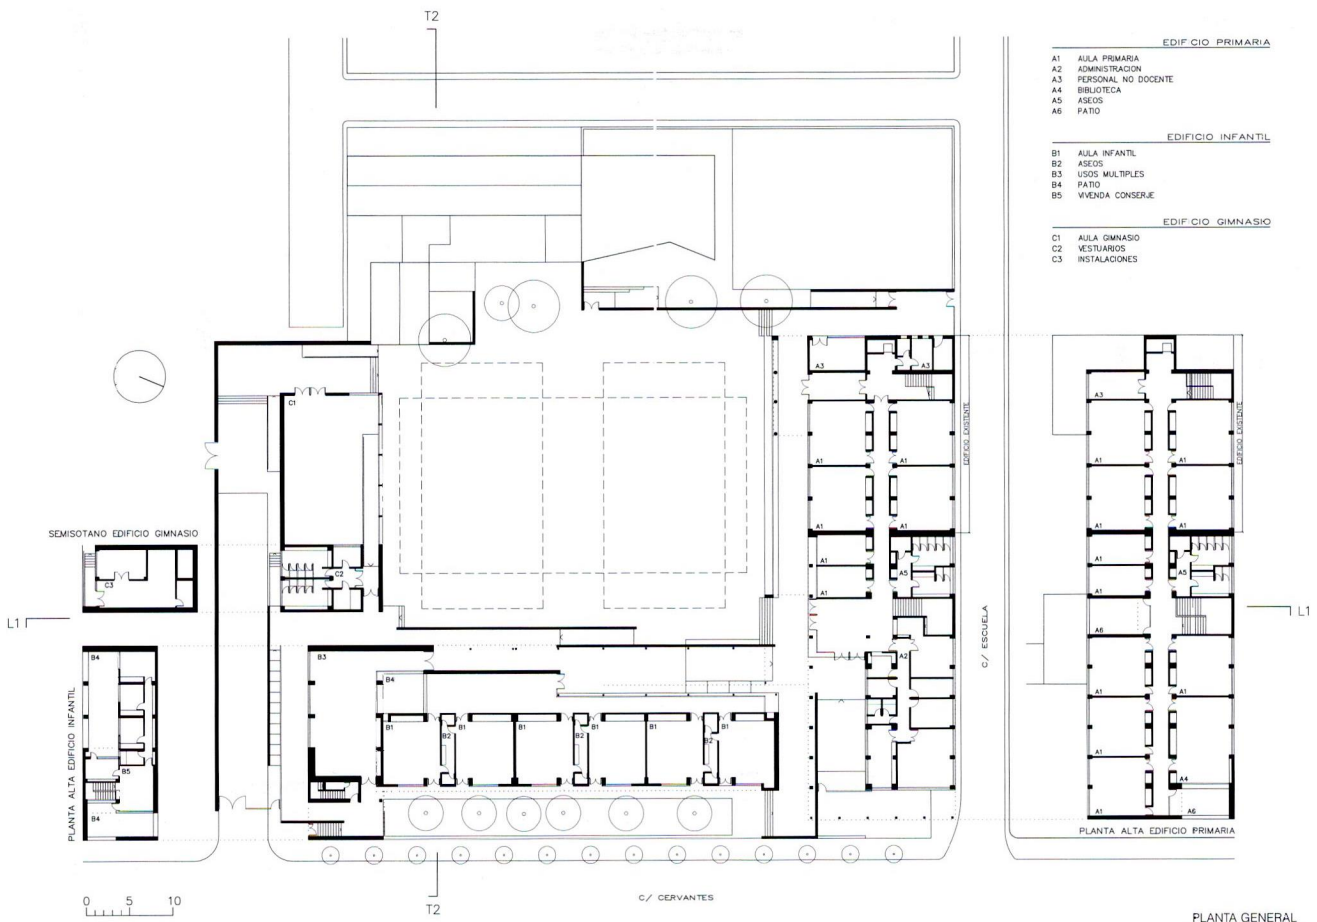 T2
EDIFICIO PRIMARIA
A1 AULA PRIMARIA
A2 ADMINISTRACION
A3 PERSONAL NO DOCENTE
A4 BIBLIOTECA
A5 ASEOS
A6 PATIO
EDIFICIO INFANTIL
B1 AULA INFANTIL
B2 ASEOS
B3 USOS MULTIPLES
B4 PATIO
B5 VIVENDA CONSERJE
EDIFICIO GIMNASIO
C1 AULA GIMNASIO
C2 VESTUARIOS
C3 INSTALACIONES
A3
A3
A3
C1
EDIFICIO EXISTENTE
EDIFICIO EXISTENTE
A1
A1
A1
A1
A1
A1
A1
A1
SEMISOTANO EDIFICIO GIMNASIO
C3
C2
A1
A1
A5
A1
A1
A5
L1
L1
C/ ESCUELA
A6
A2
B4
B3
B4
A1
A1
PLANTA ALTA EDIFICIO INFANTIL
B5
B4
B1
B2
B1
B1
B2
B1
B1
B2
B1
A1
A4
A1
A6
PLANTA ALTA EDIFICIO PRIMARIA
0 5 10
T2
C/ CERVANTES
PLANTA GENERAL